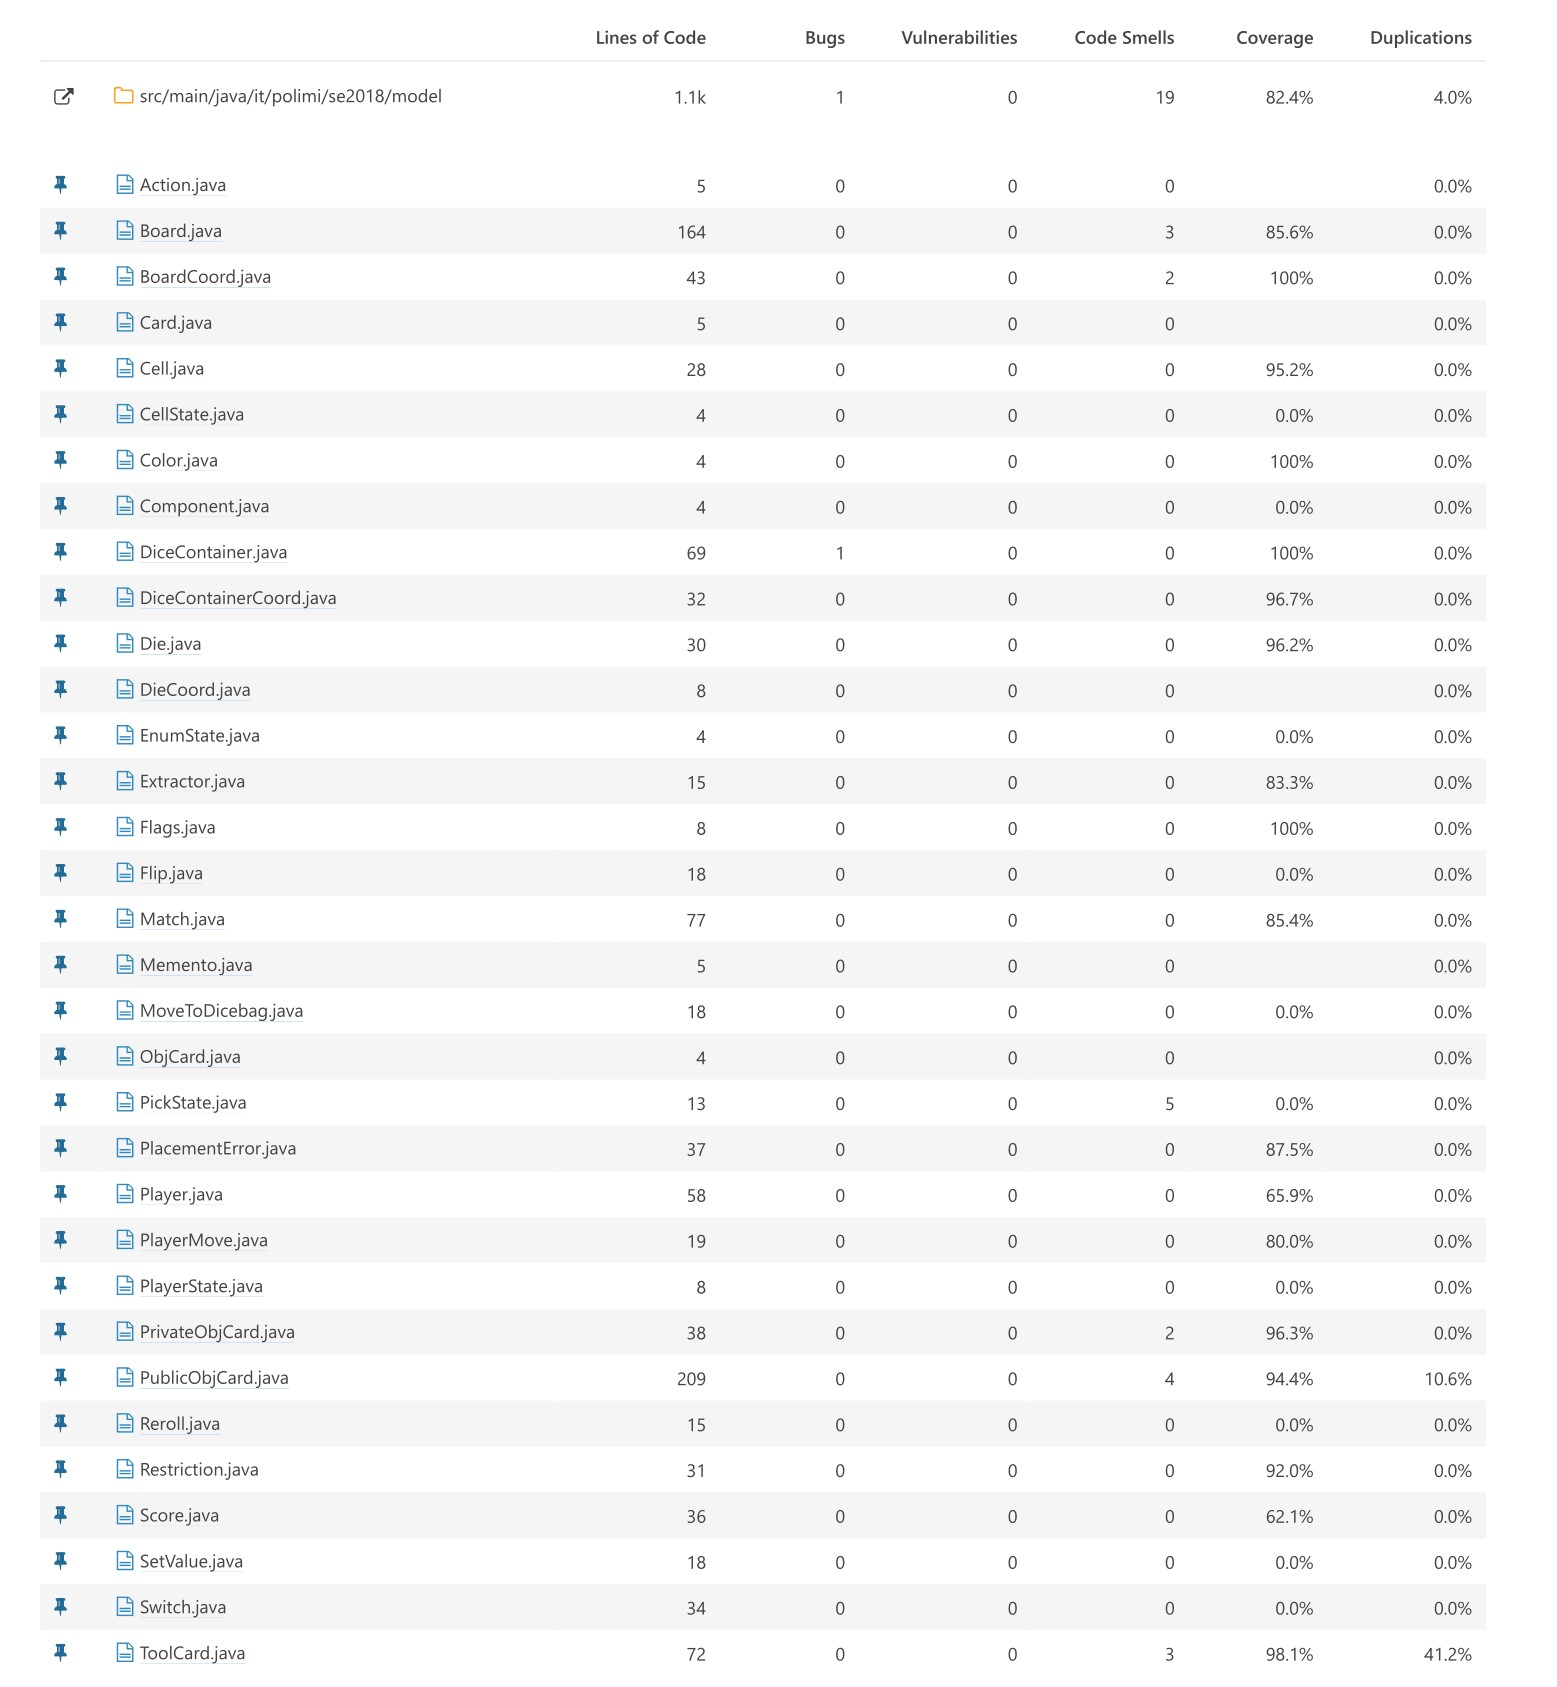 Lines of Code Bugs Vulnerabilities Code Smells Coverage Duplications
src/main/java/it/polimi/se2018/model 1.1k 1 0 19 82.4% 4.0%
Action.java 5 0 0 0 0.0%
Board.java 164 0 0 3 85.6% 0.0%
BoardCoord.java 43 0 0 2 100% 0.0%
Card.java 5 0 0 0 0.0%
Cell.java 28 0 0 0 95.2% 0.0%
CellState.java 4 0 0 0 0.0% 0.0%
Color.java 4 0 0 0 100% 0.0%
Component.java 4 0 0 0 0.0% 0.0%
DiceContainer.java 69 1 0 0 100% 0.0%
DiceContainerCoord.java 32 0 0 0 96.7% 0.0%
Die.java 30 0 0 0 96.2% 0.0%
DieCoord.java 8 0 0 0 0.0%
EnumState.java 4 0 0 0 0.0% 0.0%
Extractor.java 15 0 0 0 83.3% 0.0%
Flags.java 8 0 0 0 100% 0.0%
Flip.java 18 0 0 0 0.0% 0.0%
Match.java 77 0 0 0 85.4% 0.0%
Memento.java 5 0 0 0 0.0%
MoveToDicebag.java 18 0 0 0 0.0% 0.0%
ObjCard.java 4 0 0 0 0.0%
PickState.java 13 0 0 5 0.0% 0.0%
PlacementError.java 37 0 0 0 87.5% 0.0%
Player.java 58 0 0 0 65.9% 0.0%
PlayerMove.java 19 0 0 0 80.0% 0.0%
PlayerState.java 8 0 0 0 0.0% 0.0%
PrivateObjCard.java 38 0 0 2 96.3% 0.0%
PublicObjCard.java 209 0 0 4 94.4% 10.6%
Reroll.java 15 0 0 0 0.0% 0.0%
Restriction.java 31 0 0 0 92.0% 0.0%
Score.java 36 0 0 0 62.1% 0.0%
SetValue.java 18 0 0 0 0.0% 0.0%
Switch.java 34 0 0 0 0.0% 0.0%
ToolCard.java 72 0 0 3 98.1% 41.2%